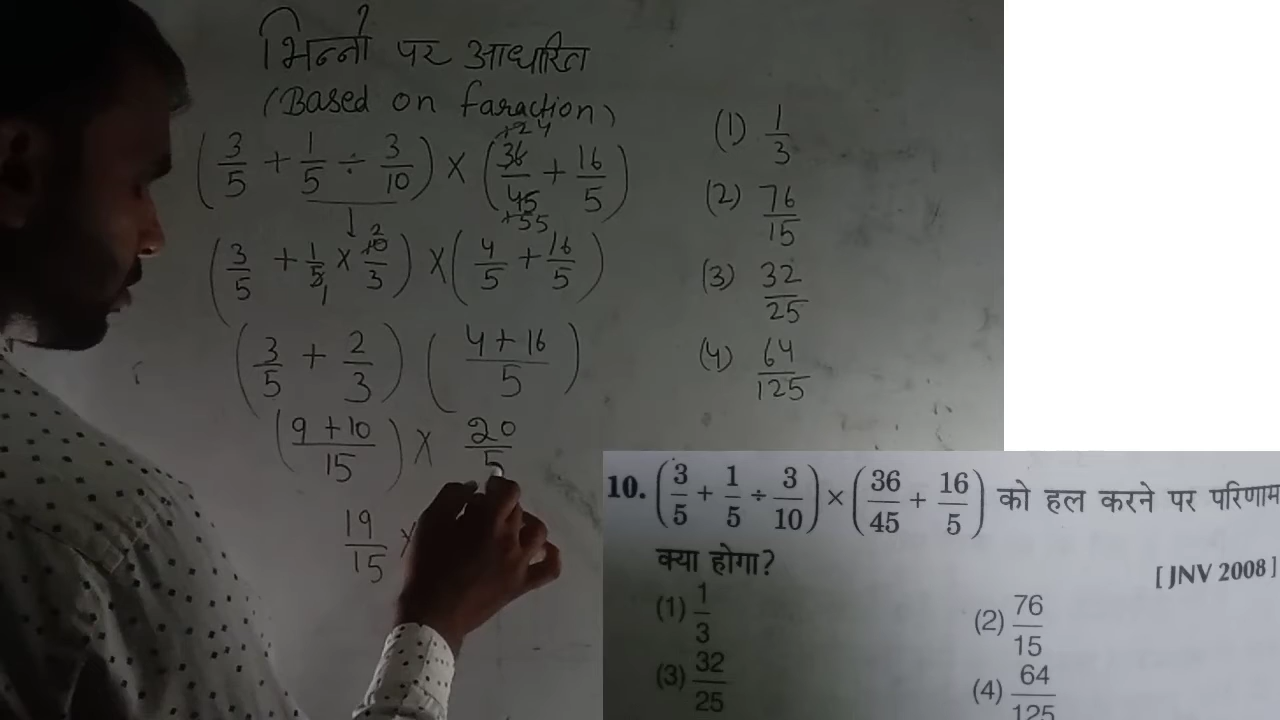 भिन्नों पर आधारित
(Based on faraction)
(3/5 + 1/5 ÷ 3/10) × (36/45 + 16/5)
+24
+55
(3/5 + 1/5 × 10/3) × (4/5 + 16/5)
2
1
(3/5 + 2/3) (4 + 16/5)
(9 + 10/15) × 20/5
19/15 ×
(1) 1/3
(2) 76/15
(3) 32/25
(4) 64/125
10. (3/5 + 1/5 ÷ 3/10) × (36/45 + 16/5) को हल करने पर परिणाम
क्या होगा?
[JNV 2008]
(1) 1/3 (2) 76/15
(3) 32/25 (4) 64/125